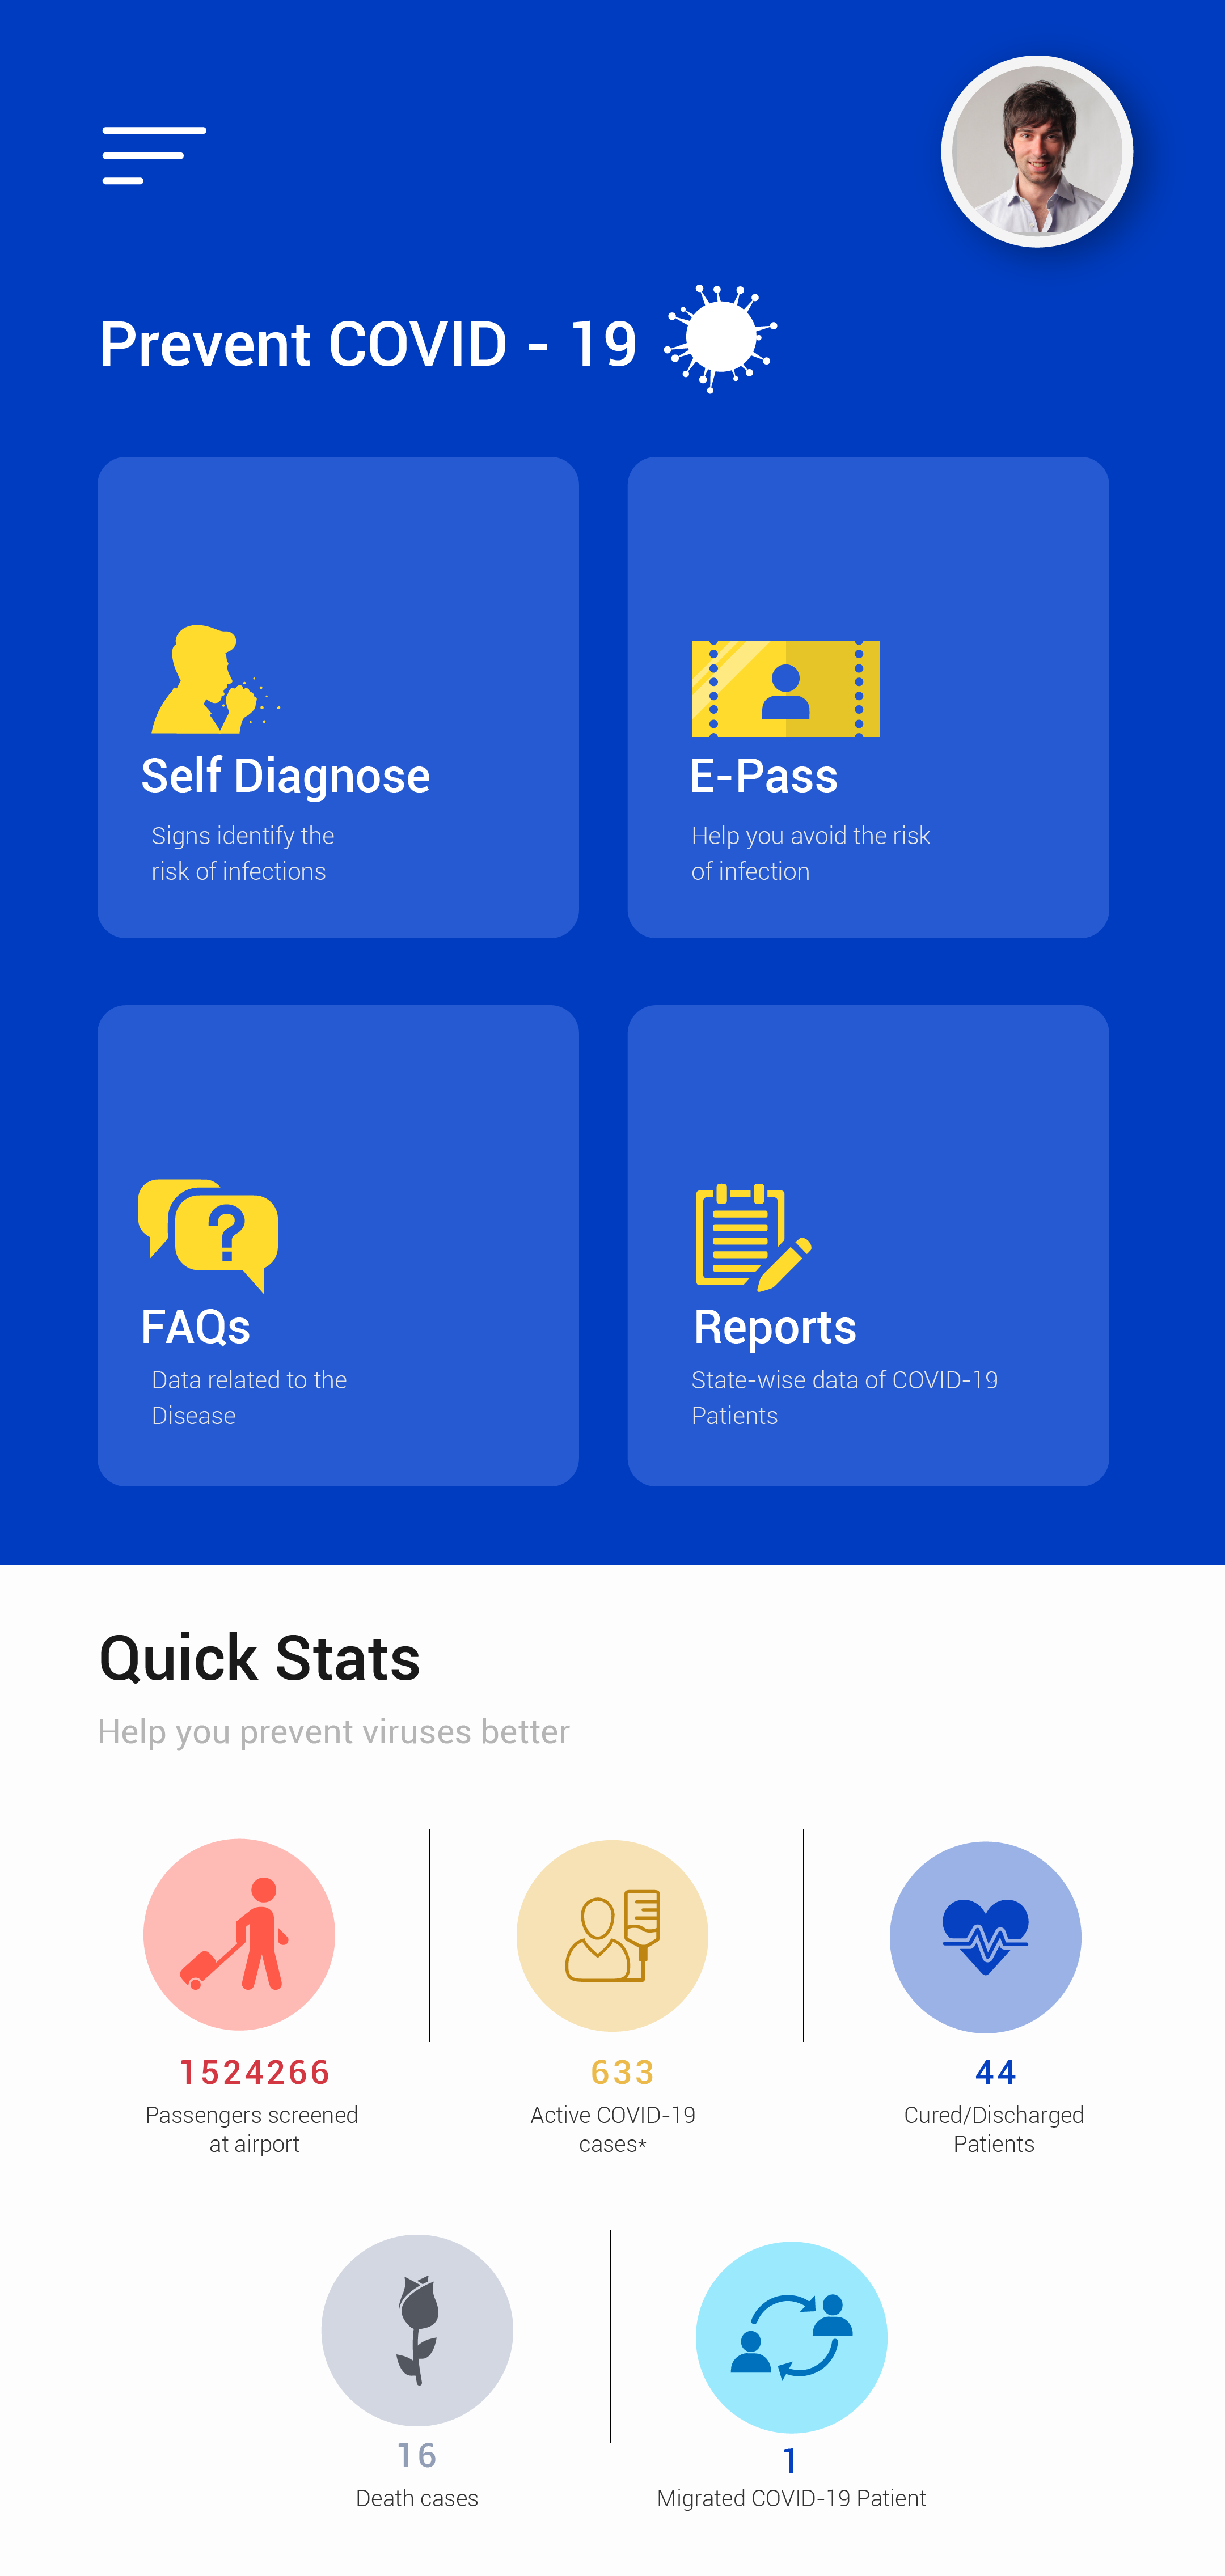 Prevent COVID - 19
Self Diagnose
Signs identify the
risk of infections
E-Pass
Help you avoid the risk
of infection
FAQs
Data related to the
Disease
Reports
State-wise data of COVID-19
Patients
Quick Stats
Help you prevent viruses better
1524266
Passengers screened
at airport
633
Active COVID-19
cases*
44
Cured/Discharged
Patients
16
Death cases
1
Migrated COVID-19 Patient